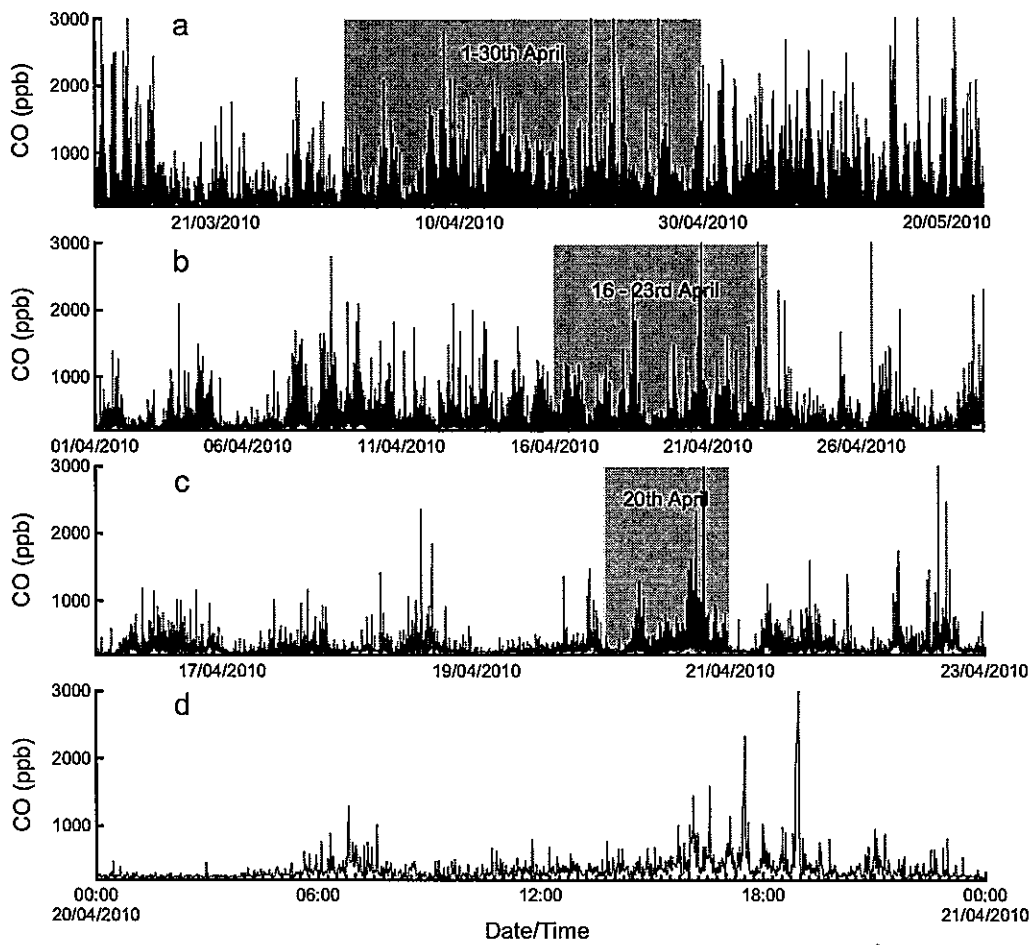 a
1-30th April
CO (ppb)
3000
2000
1000
21/03/2010 10/04/2010 30/04/2010 20/05/2010
b
16 - 23rd April
CO (ppb)
3000
2000
1000
01/04/2010 06/04/2010 11/04/2010 16/04/2010 21/04/2010 26/04/2010
c
20th April
CO (ppb)
3000
2000
1000
17/04/2010 19/04/2010 21/04/2010 23/04/2010
d
CO (ppb)
3000
2000
1000
00:00 06:00 12:00 18:00 00:00
20/04/2010 21/04/2010
Date/Time